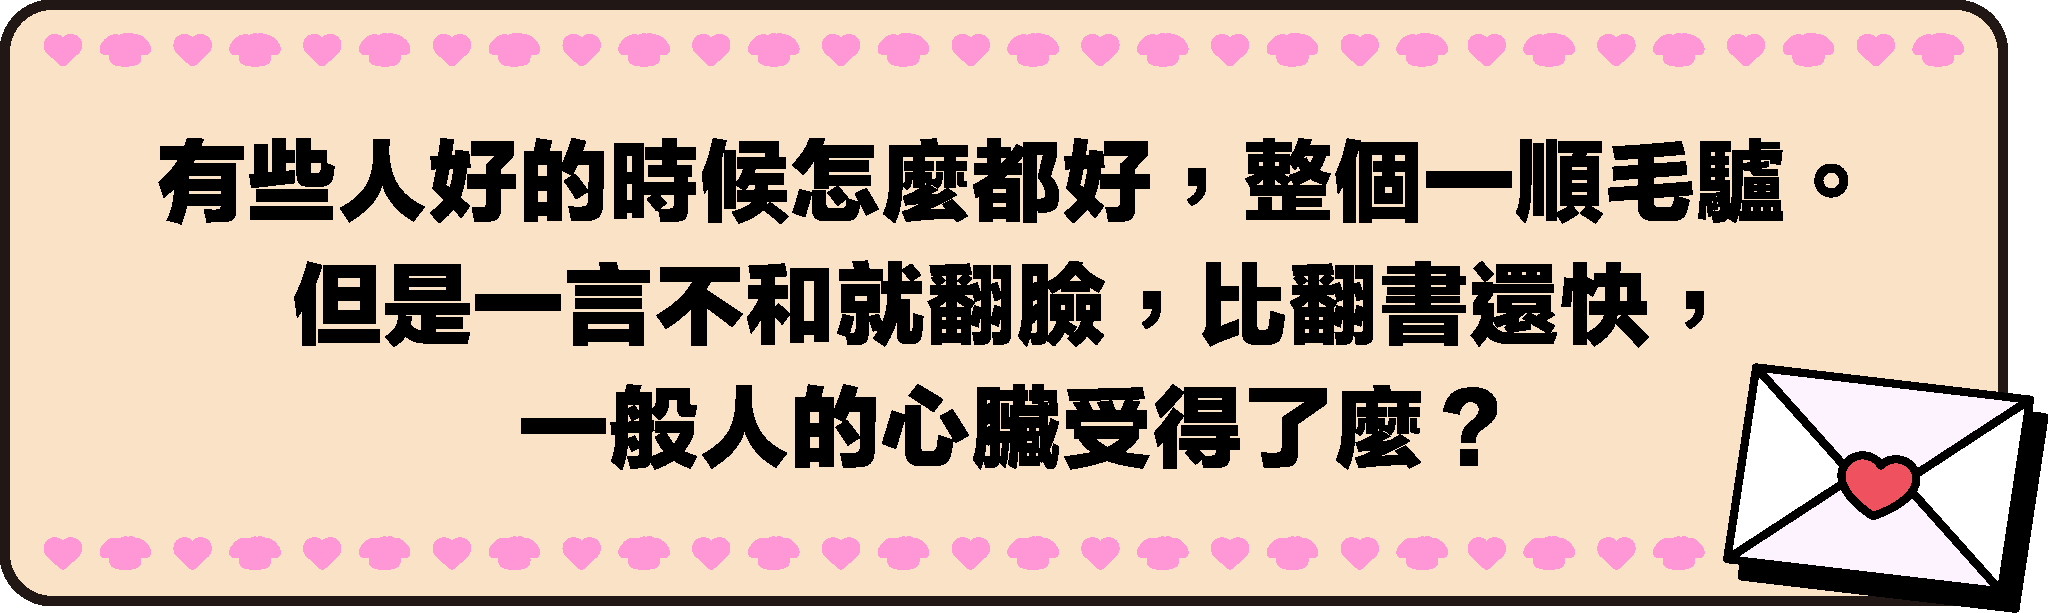 有些人好的時候怎麼都好，整個一順毛驢。
但是一言不和就翻臉，比翻書還快，
一般人的心臟受得了麼？